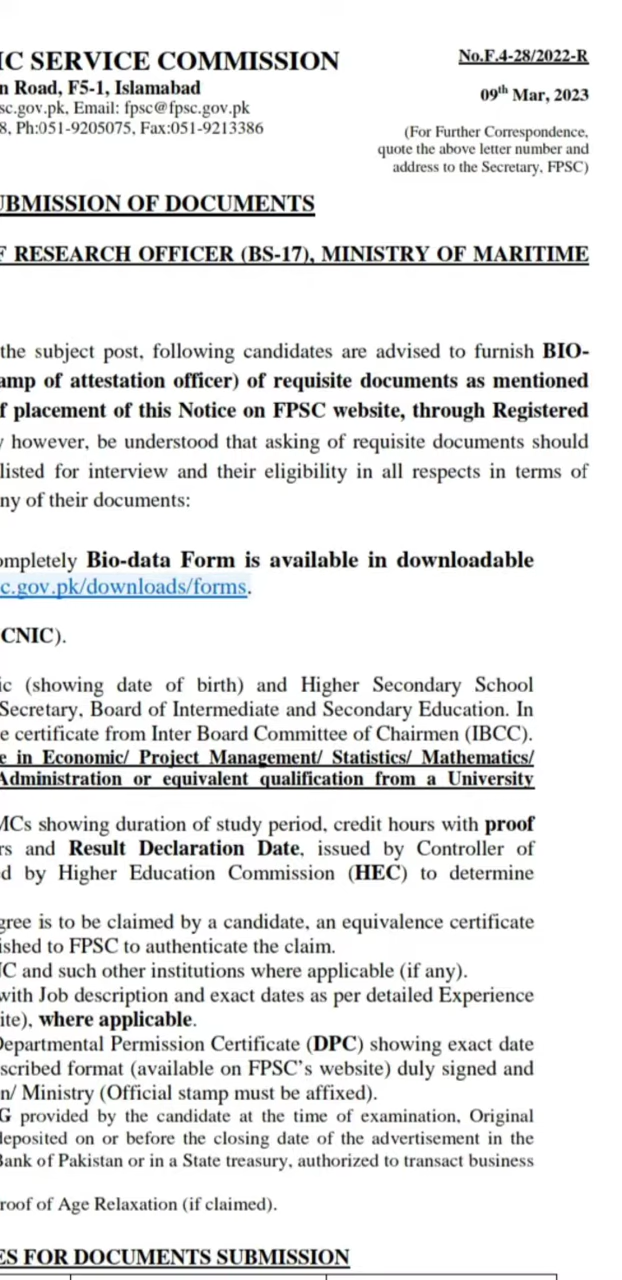 IC SERVICE COMMISSION
No.F.4-28/2022-R
n Road, F5-1, Islamabad
sc.gov.pk, Email: fpsc@fpsc.gov.pk
09th Mar, 2023
8, Ph:051-9205075, Fax:051-9213386
(For Further Correspondence,
quote the above letter number and
address to the Secretary, FPSC)
UBMISSION OF DOCUMENTS
F RESEARCH OFFICER (BS-17), MINISTRY OF MARITIME
the subject post, following candidates are advised to furnish BIO-
amp of attestation officer) of requisite documents as mentioned
f placement of this Notice on FPSC website, through Registered
y however, be understood that asking of requisite documents should
listed for interview and their eligibility in all respects in terms of
ny of their documents:
ompletely Bio-data Form is available in downloadable
c.gov.pk/downloads/forms.
CNIC).
ic (showing date of birth) and Higher Secondary School
Secretary, Board of Intermediate and Secondary Education. In
e certificate from Inter Board Committee of Chairmen (IBCC).
e in Economic/ Project Management/ Statistics/ Mathematics/
Administration or equivalent qualification from a University
MCs showing duration of study period, credit hours with proof
rs and Result Declaration Date, issued by Controller of
d by Higher Education Commission (HEC) to determine
gree is to be claimed by a candidate, an equivalence certificate
ished to FPSC to authenticate the claim.
IC and such other institutions where applicable (if any).
with Job description and exact dates as per detailed Experience
ite), where applicable.
Departmental Permission Certificate (DPC) showing exact date
scribed format (available on FPSC's website) duly signed and
n/ Ministry (Official stamp must be affixed).
G provided by the candidate at the time of examination, Original
deposited on or before the closing date of the advertisement in the
Bank of Pakistan or in a State treasury, authorized to transact business
roof of Age Relaxation (if claimed).
ES FOR DOCUMENTS SUBMISSION